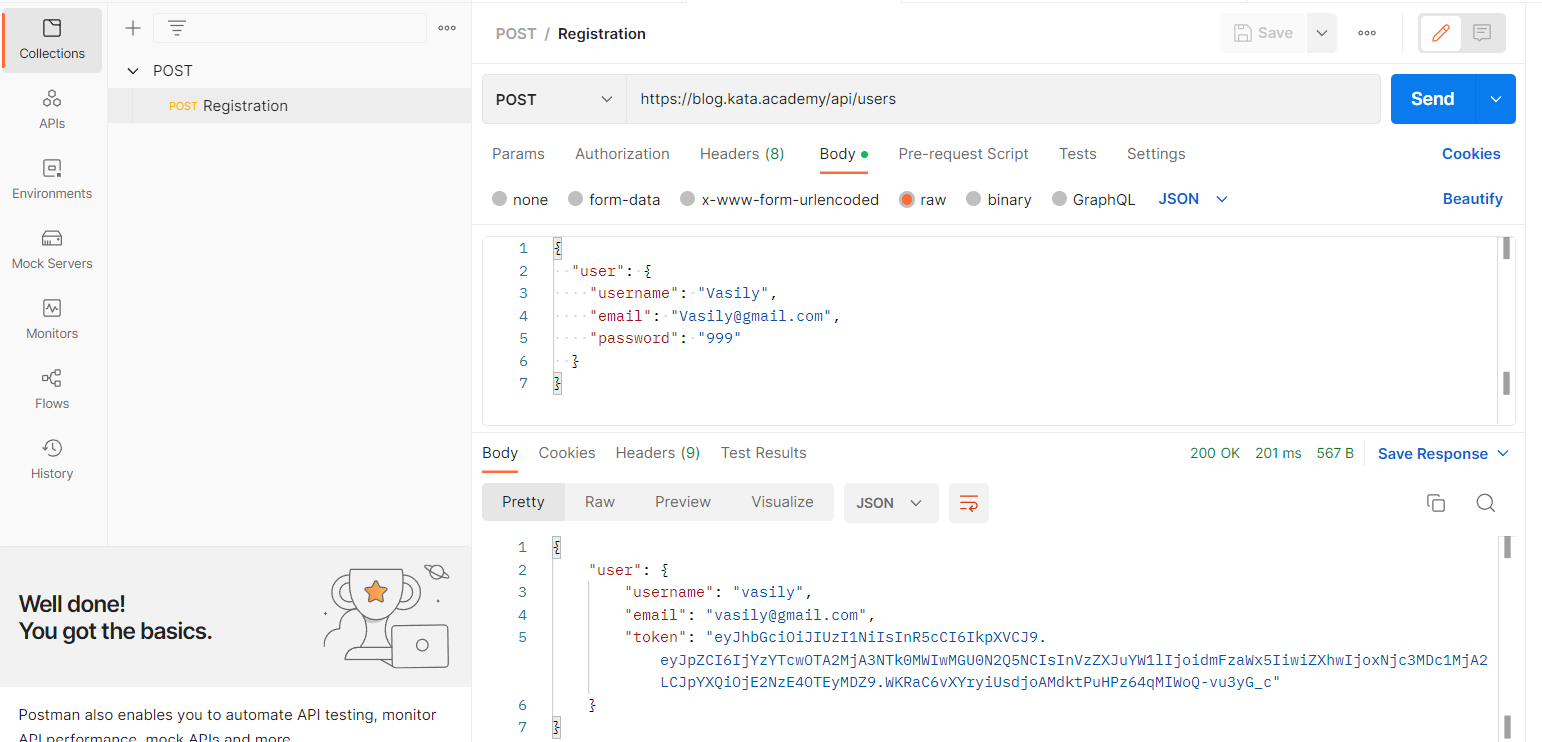 Collections
APIs
Environments
Mock Servers
Monitors
Flows
History
POST
POST Registration
Well done!
You got the basics.
Postman also enables you to automate API testing, monitor
API performance, mock APIs and more.
POST / Registration
Save
POST https://blog.kata.academy/api/users Send
Params Authorization Headers (8) Body Pre-request Script Tests Settings Cookies
none form-data x-www-form-urlencoded raw binary GraphQL JSON Beautify
1 {
2 "user": {
3 "username": "Vasily",
4 "email": "Vasily@gmail.com",
5 "password": "999"
6 }
7 }
Body Cookies Headers (9) Test Results 200 OK 201 ms 567 B Save Response
Pretty Raw Preview Visualize JSON
1 {
2 "user": {
3 "username": "vasily",
4 "email": "vasily@gmail.com",
5 "token": "eyJhbGciOiJIUzI1NiIsInR5cCI6IkpXVCJ9.
eyJpZCI6IjYzYTcwOTA2MjA3NTk0MWIwMGU0N2Q5NCIsInVzZXJuYW1lIjoidmFzaWx5IiwiZXhwIjoxNjc3MDc1MjA2
LCJpYXQiOjE2NzE4OTEyMDZ9.WKRaC6vXYryiUsdjoAMdktPuHPz64qMIWoQ-vu3yG_c"
6 }
7 }